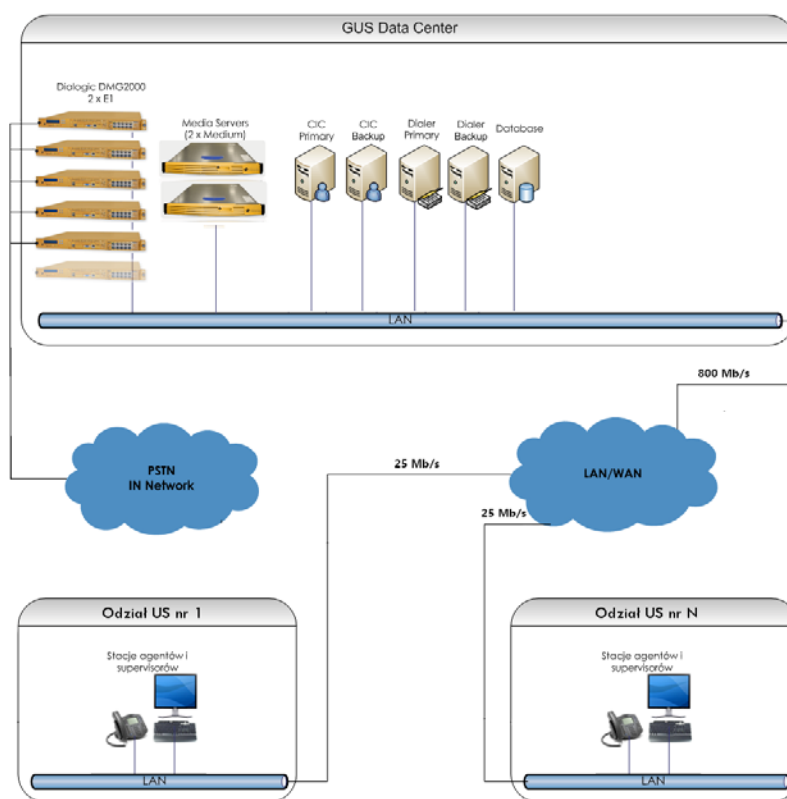 GUS Data Center
Dialogic DMG2000
2 x E1
Media Servers
(2 x Medium)
CIC
Primary
CIC
Backup
Dialer
Primary
Dialer
Backup
Database
LAN
800 Mb/s
PSTN
IN Network
25 Mb/s
LAN/WAN
25 Mb/s
Odział US nr 1
Stacje agentów i
supervisorów
LAN
Odział US nr N
Stacje agentów i
supervisorów
LAN